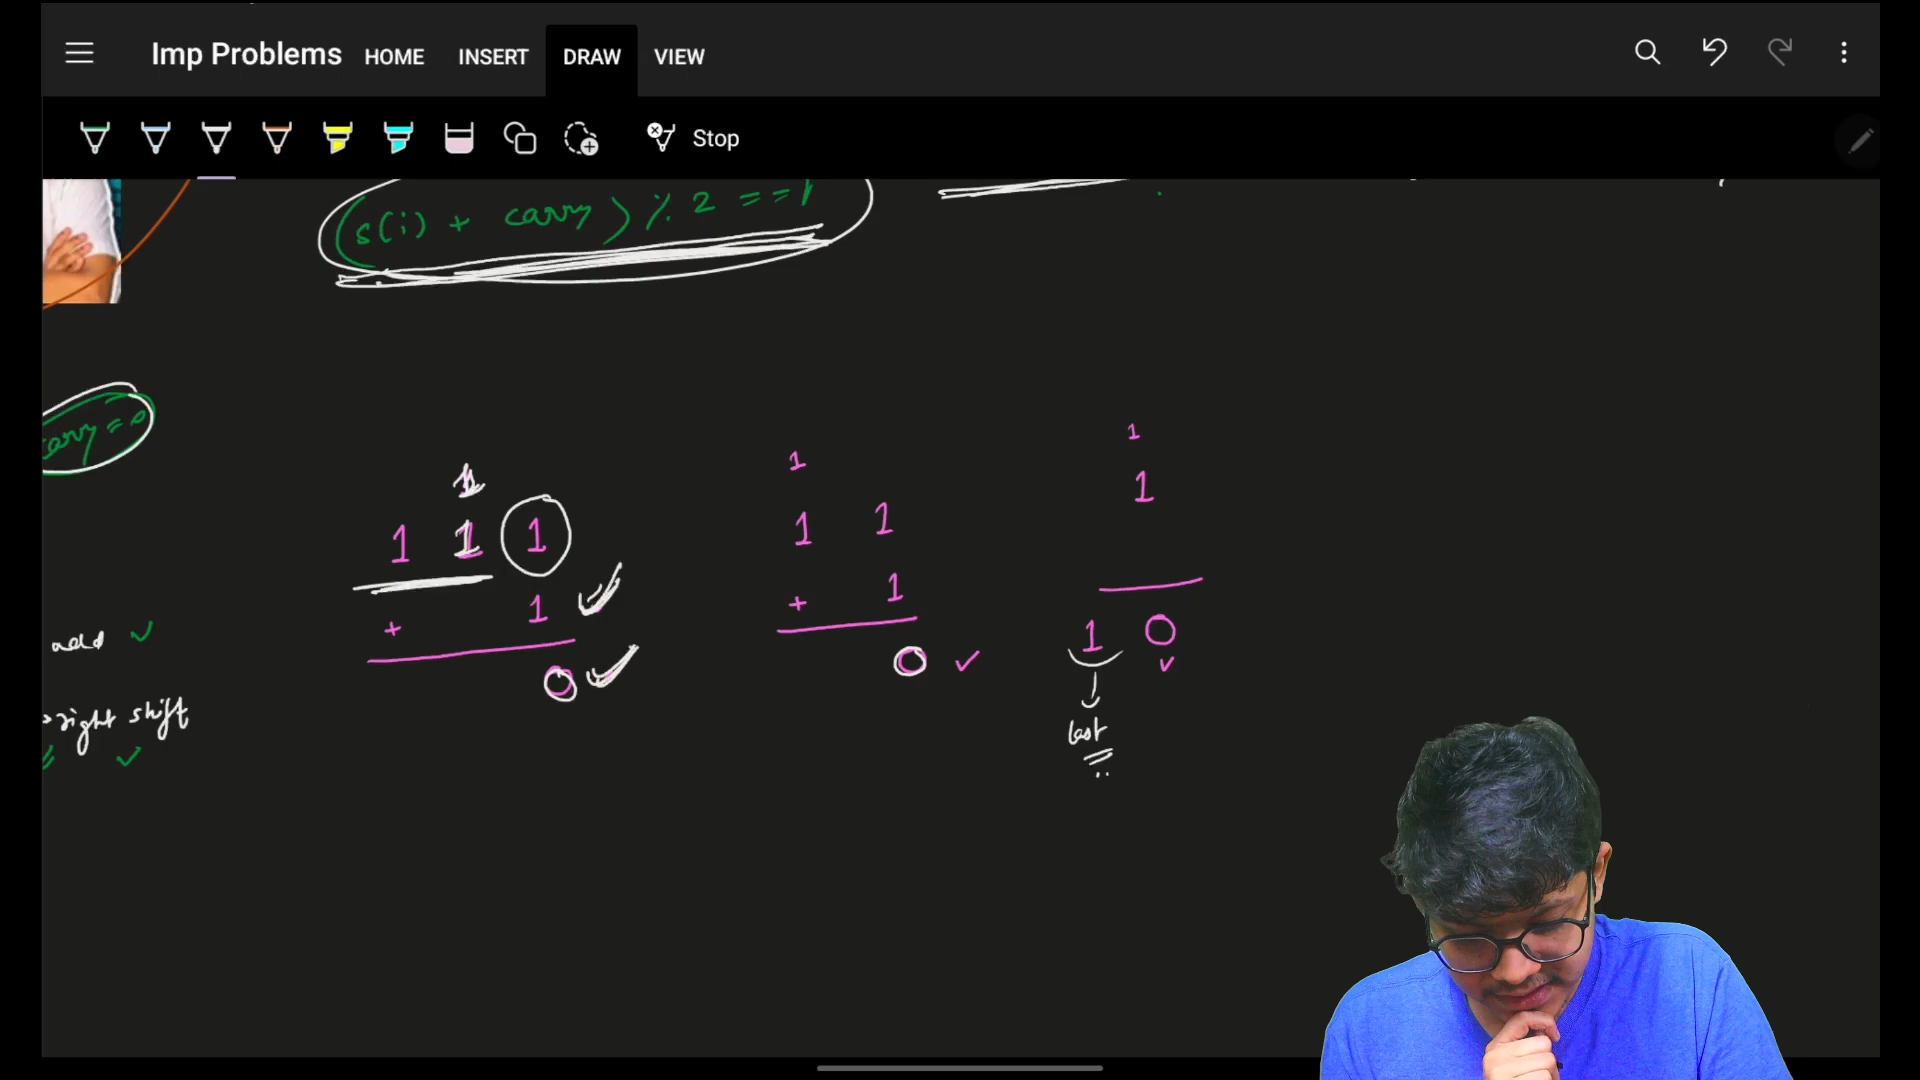 Imp Problems HOME INSERT DRAW VIEW
Stop
(s(i) + carry) % 2 == 1
carry = 0
1
1 1 1
+ 1
0
1
1 1
+ 1
0
1
1
1 0
last
add
right shift